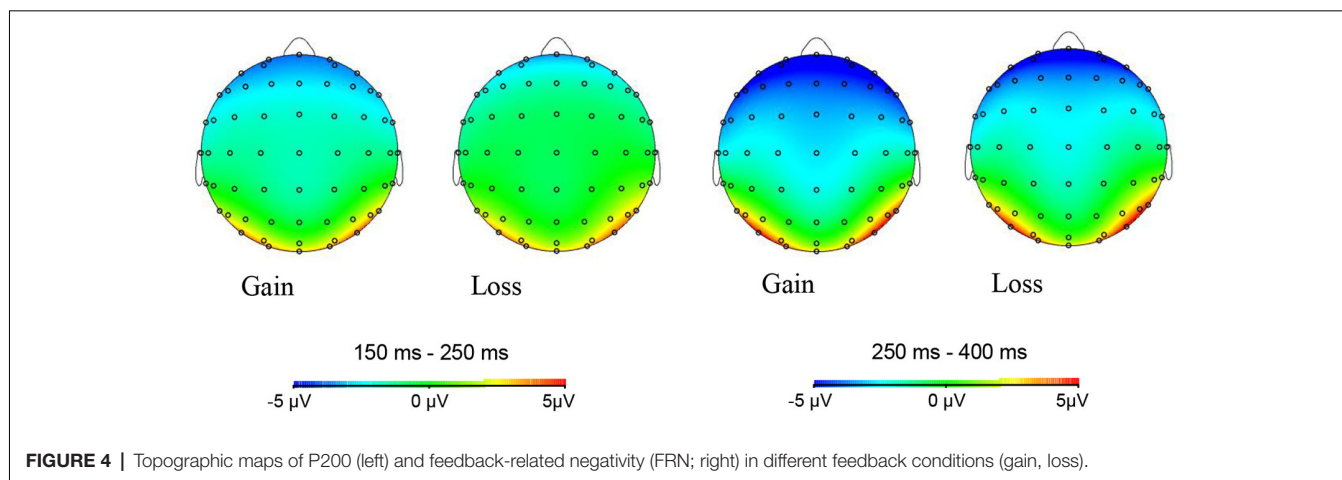 Gain Loss Gain Loss
150 ms - 250 ms 250 ms - 400 ms
-5 µV 0 µV 5µV -5 µV 0 µV 5µV
FIGURE 4 | Topographic maps of P200 (left) and feedback-related negativity (FRN; right) in different feedback conditions (gain, loss).